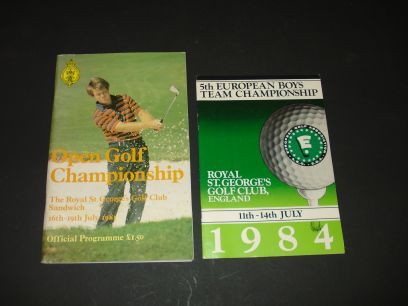 Open Golf
Championship
The Royal St. George's Golf Club
Sandwich
16th-19th July
Official Programme £1.50
5th EUROPEAN BOYS
TEAM CHAMPIONSHIP
E
ROYAL
ST. GEORGE'S
GOLF CLUB,
ENGLAND
11th-14th JULY
1984